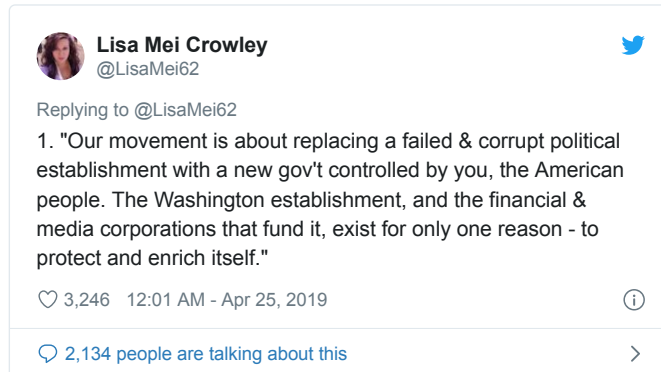 Lisa Mei Crowley
@LisaMei62
Replying to @LisaMei62
1. "Our movement is about replacing a failed & corrupt political
establishment with a new gov't controlled by you, the American
people. The Washington establishment, and the financial &
media corporations that fund it, exist for only one reason - to
protect and enrich itself."
3,246 12:01 AM - Apr 25, 2019
2,134 people are talking about this